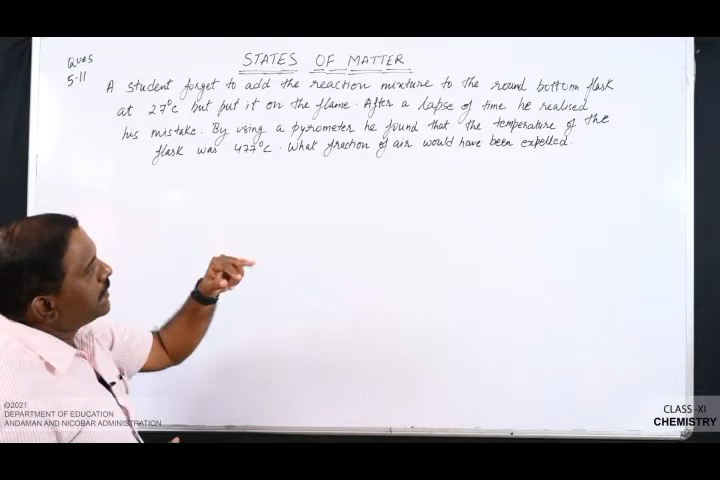 Ques
5.11
STATES OF MATTER
A student forget to add the reaction mixture to the round bottom flask
at 27°C but put it on the flame. After a lapse of time he realised
his mistake. By using a pyrometer he found that the temperature of the
flask was 477°C. What fraction of air would have been expelled.
©2021
DEPARTMENT OF EDUCATION
ANDAMAN AND NICOBAR ADMINISTRATION
CLASS -XI
CHEMISTRY